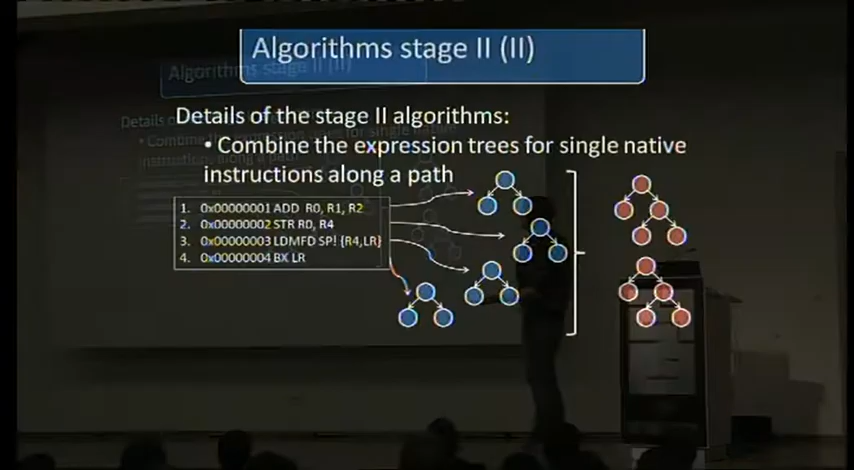 Algorithms stage II (II)
Details of the stage II algorithms:
• Combine the expression trees for single native
instructions along a path
1. 0x00000001 ADD R0, R1, R2
2. 0x00000002 STR R0, R4
3. 0x00000003 LDMFD SP! {R4,LR}
4. 0x00000004 BX LR